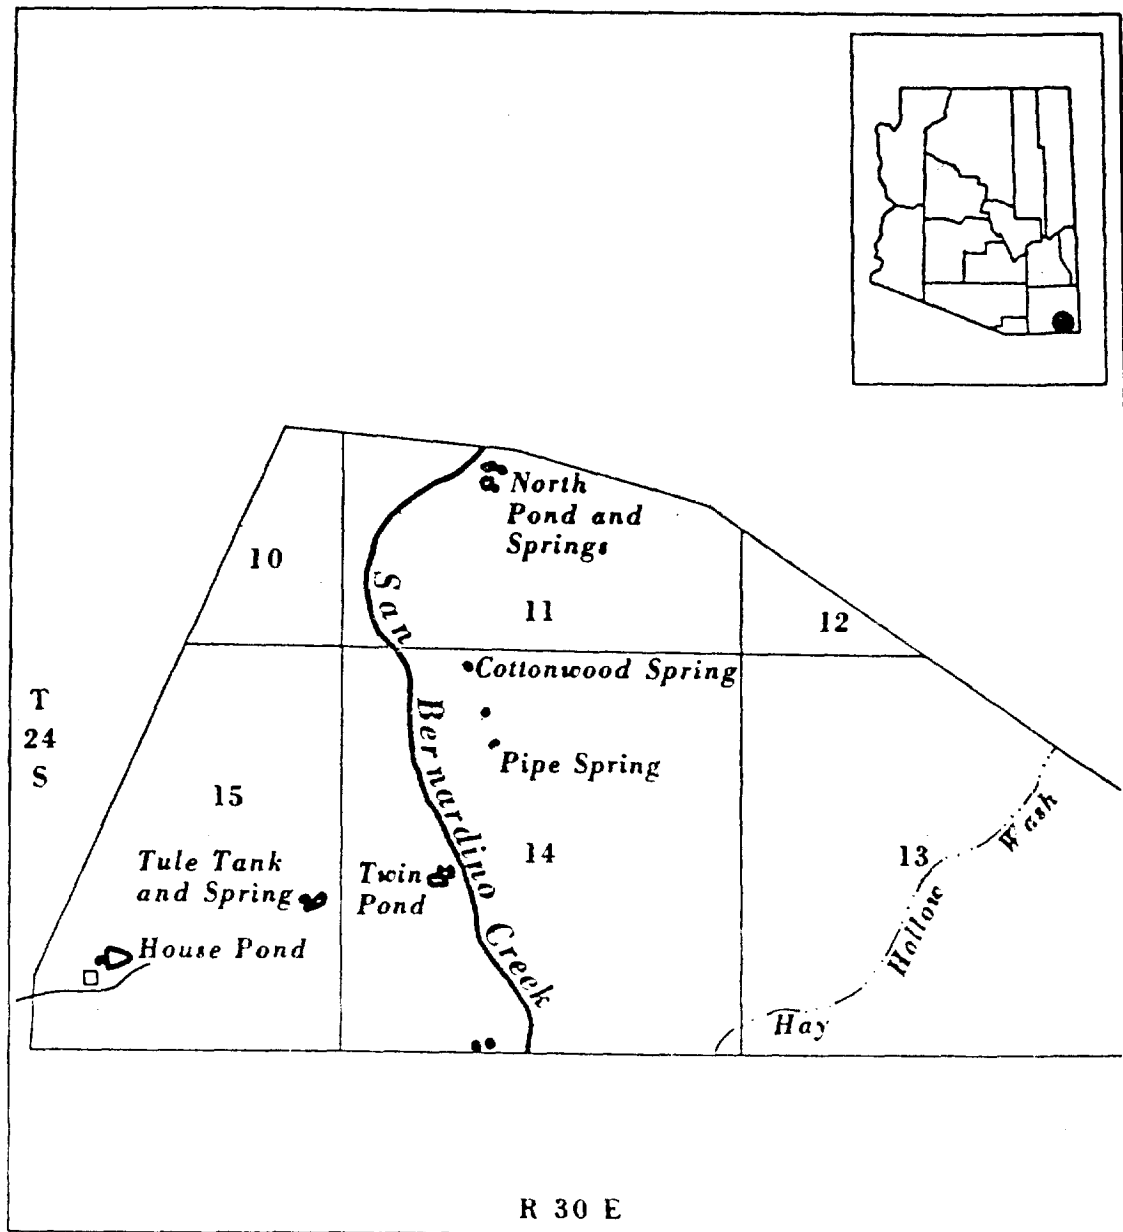 North
Pond and
Springs
10
11
12
San Bernardino Creek
Cottonwood Spring
T
24
S
Pipe Spring
15
14
13
Hay Hollow Wash
Tule Tank
and Spring
Twin
Pond
House Pond
R 30 E